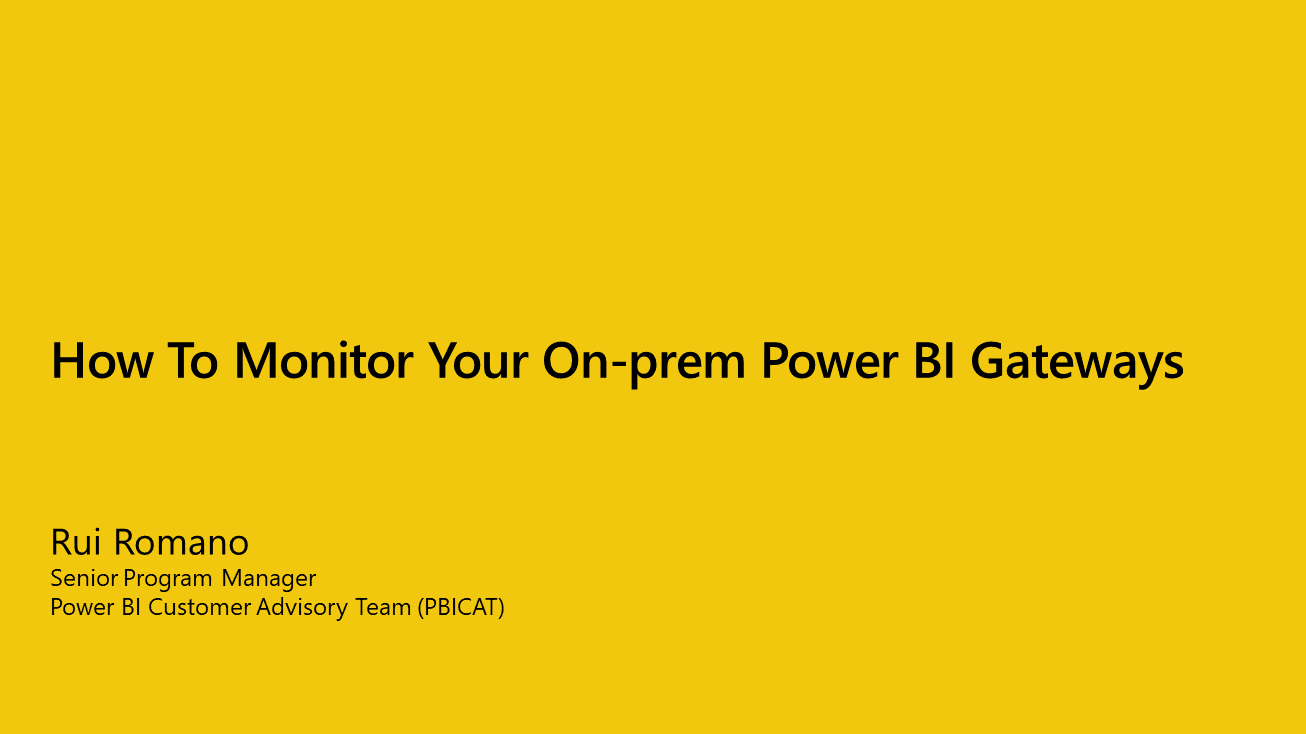 How To Monitor Your On-prem Power BI Gateways
Rui Romano
Senior Program Manager
Power BI Customer Advisory Team (PBICAT)